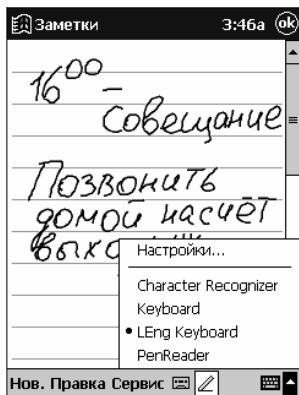 Заметки 3:46a ok
16⁰⁰ –
Совещание
Позвонить
домой насчёт
Настройки...
Character Recognizer
Keyboard
LEng Keyboard
PenReader
Нов. Правка Сервис